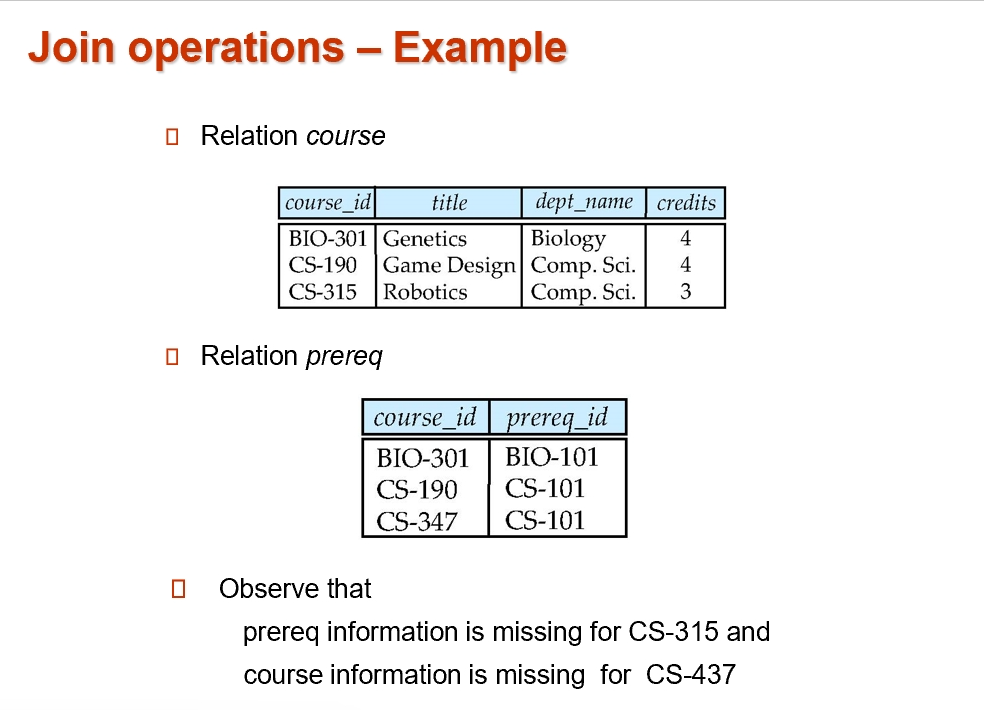 Join operations – Example
Relation course
course_id title dept_name credits
BIO-301 Genetics Biology 4
CS-190 Game Design Comp. Sci. 4
CS-315 Robotics Comp. Sci. 3
Relation prereq
course_id prereq_id
BIO-301 BIO-101
CS-190 CS-101
CS-347 CS-101
Observe that
prereq information is missing for CS-315 and
course information is missing for CS-437